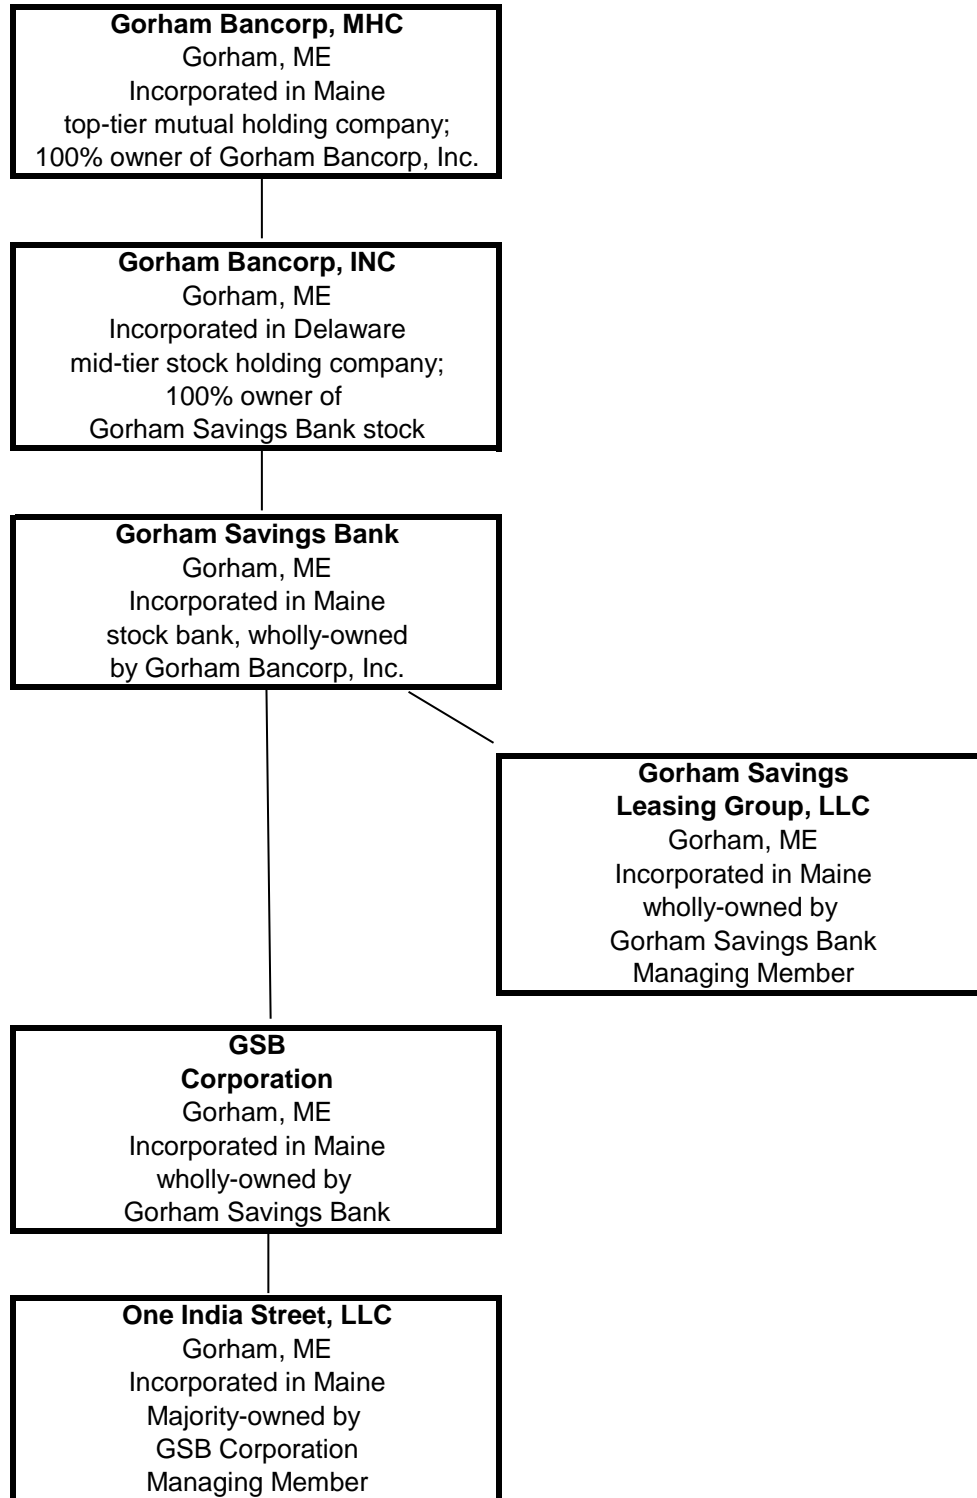 Gorham Bancorp, MHC
Gorham, ME
Incorporated in Maine
top-tier mutual holding company;
100% owner of Gorham Bancorp, Inc.
Gorham Bancorp, INC
Gorham, ME
Incorporated in Delaware
mid-tier stock holding company;
100% owner of
Gorham Savings Bank stock
Gorham Savings Bank
Gorham, ME
Incorporated in Maine
stock bank, wholly-owned
by Gorham Bancorp, Inc.
Gorham Savings
Leasing Group, LLC
Gorham, ME
Incorporated in Maine
wholly-owned by
Gorham Savings Bank
Managing Member
GSB
Corporation
Gorham, ME
Incorporated in Maine
wholly-owned by
Gorham Savings Bank
One India Street, LLC
Gorham, ME
Incorporated in Maine
Majority-owned by
GSB Corporation
Managing Member